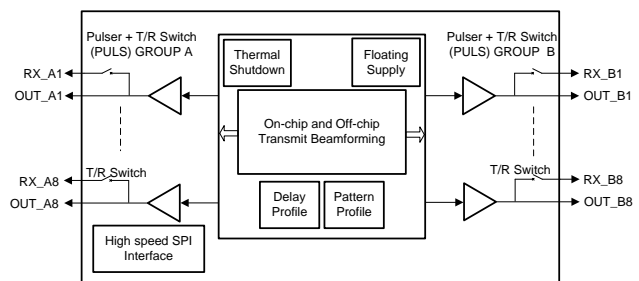 Pulser + T/R Switch
(PULS) GROUP A
Thermal
Shutdown
Floating
Supply
Pulser + T/R Switch
(PULS) GROUP B
RX_A1
OUT_A1
RX_B1
OUT_B1
On-chip and Off-chip
Transmit Beamforming
T/R Switch
RX_A8
OUT_A8
T/R Switch
RX_B8
OUT_B8
Delay
Profile
Pattern
Profile
High speed SPI
Interface